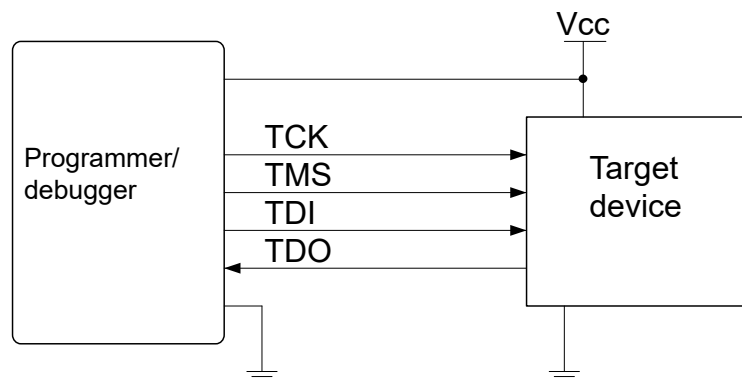 Vcc
Programmer/
debugger
TCK
TMS
TDI
TDO
Target
device